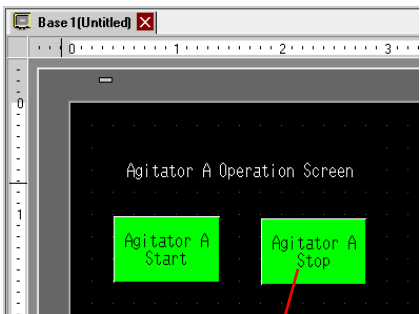 Base 1(Untitled)
0 1 2 3
0
Agitator A Operation Screen
Agitator A
Start
Agitator A
Stop
1